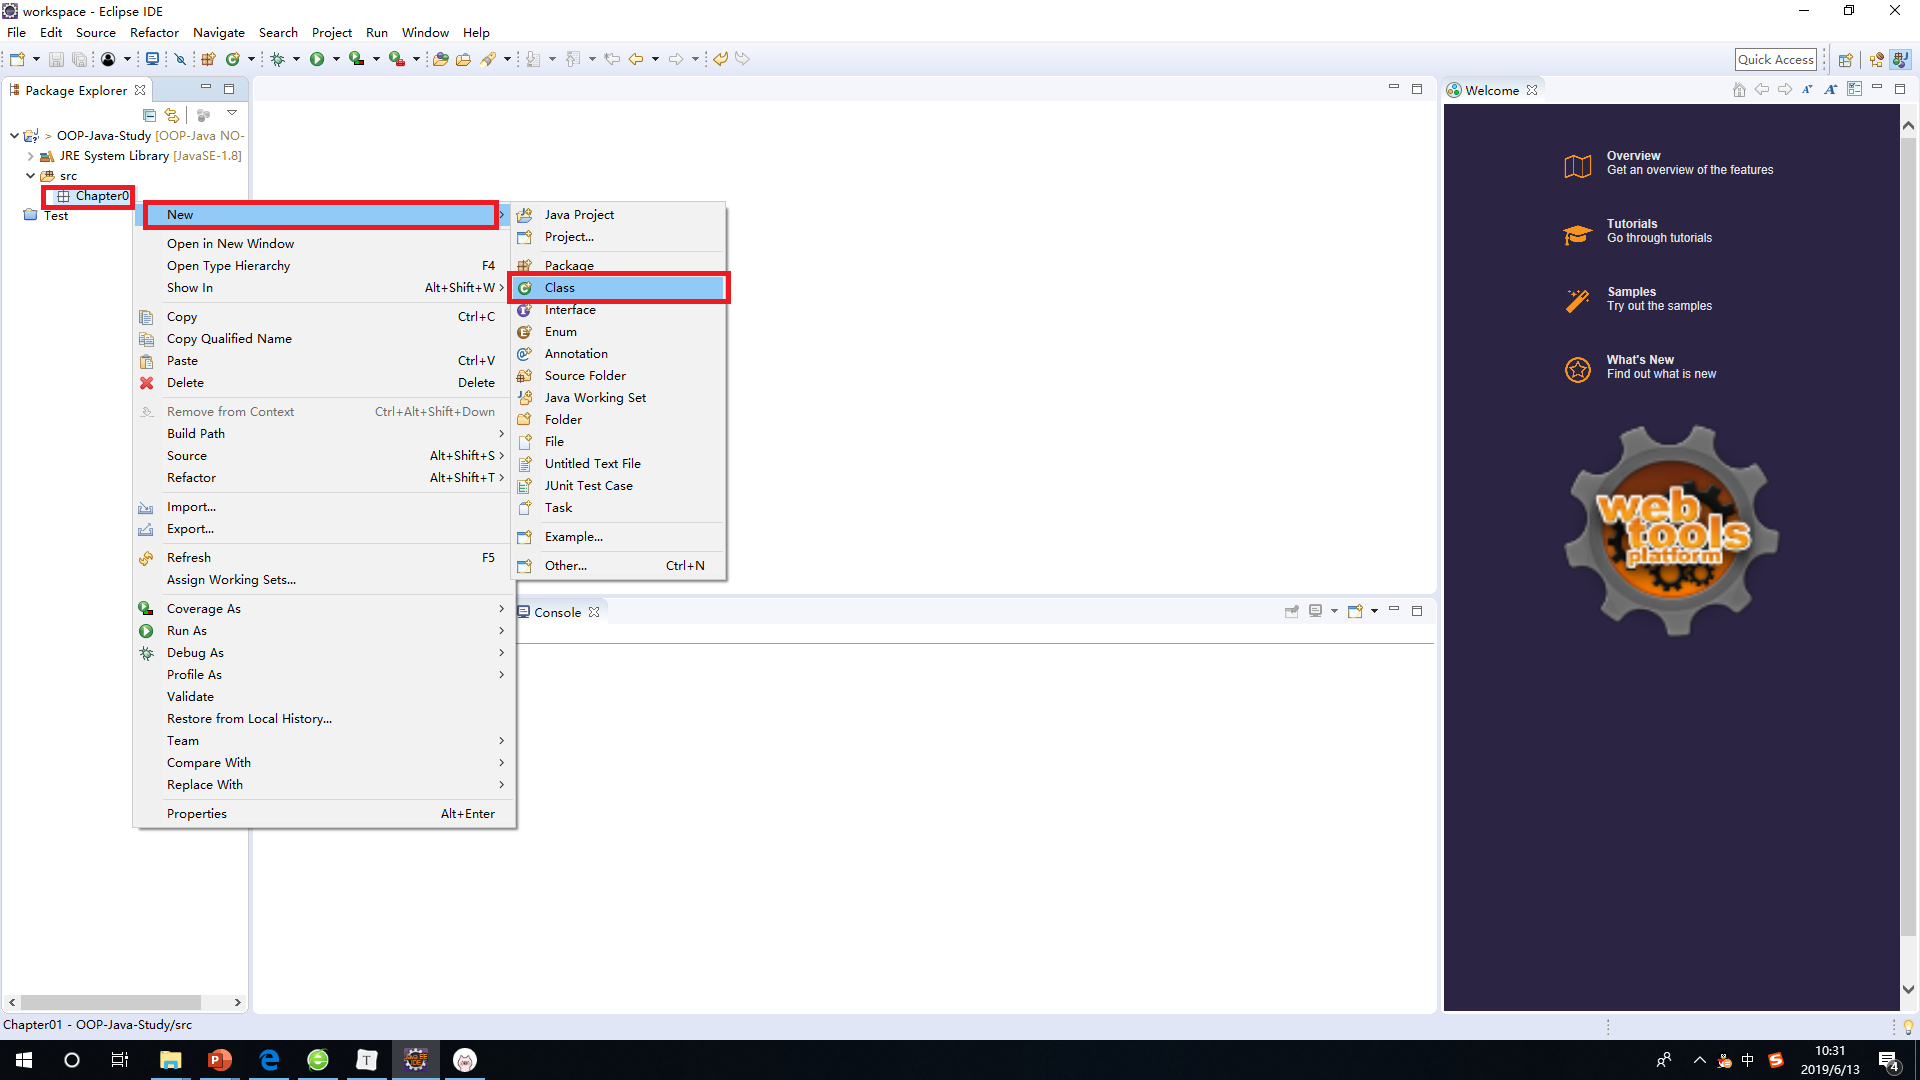 workspace - Eclipse IDE
File Edit Source Refactor Navigate Search Project Run Window Help
Quick Access
Package Explorer
> OOP-Java-Study [OOP-Java NO-
JRE System Library [JavaSE-1.8]
src
Chapter0
Test
New
Open in New Window
Open Type Hierarchy F4
Show In Alt+Shift+W
Copy Ctrl+C
Copy Qualified Name
Paste Ctrl+V
Delete Delete
Remove from Context Ctrl+Alt+Shift+Down
Build Path
Source Alt+Shift+S
Refactor Alt+Shift+T
Import...
Export...
Refresh F5
Assign Working Sets...
Coverage As
Run As
Debug As
Profile As
Validate
Restore from Local History...
Team
Compare With
Replace With
Properties Alt+Enter
Java Project
Project...
Package
Class
Interface
Enum
Annotation
Source Folder
Java Working Set
Folder
File
Untitled Text File
JUnit Test Case
Task
Example...
Other... Ctrl+N
Console
Welcome
Overview
Get an overview of the features
Tutorials
Go through tutorials
Samples
Try out the samples
What's New
Find out what is new
web
tools
platform
Chapter01 - OOP-Java-Study/src
中
10:31
2019/6/13
4